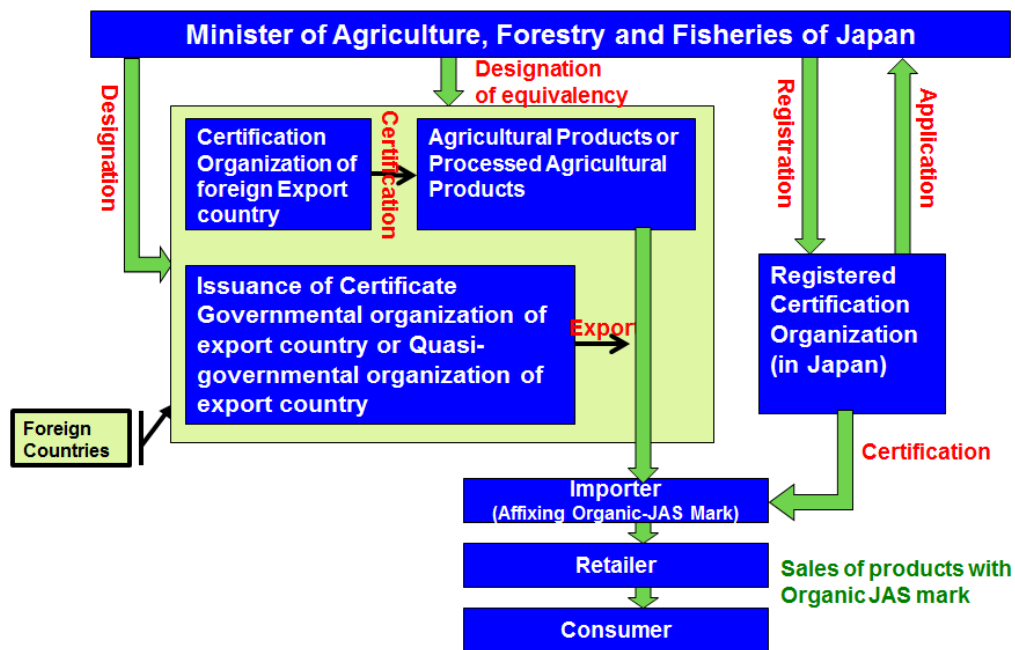 Minister of Agriculture, Forestry and Fisheries of Japan
Designation
Designation
of equivalency
Registration
Application
Certification
Organization of
foreign Export
country
Certification
Agricultural Products or
Processed Agricultural
Products
Issuance of Certificate
Governmental organization of
export country or Quasi-
governmental organization of
export country
Export
Registered
Certification
Organization
(in Japan)
Foreign
Countries
Certification
Importer
(Affixing Organic-JAS Mark)
Retailer
Sales of products with
Organic JAS mark
Consumer